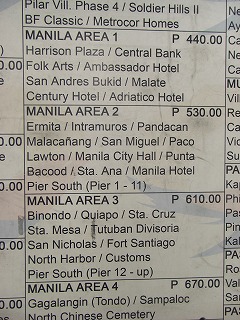 Pilar Vill. Phase 4 / Soldier Hills II
BF Classic / Metrocor Homes
MANILA AREA 1 P 440.00
Harrison Plaza / Central Bank
Folk Arts / Ambassador Hotel
San Andres Bukid / Malate
Century Hotel / Adriatico Hotel
MANILA AREA 2 P 530.00
Ermita / Intramuros / Pandacan
Malacañang / San Miguel / Paco
Lawton / Manila City Hall / Punta
Bacood / Sta. Ana / Manila Hotel
Pier South (Pier 1 - 11)
MANILA AREA 3 P 610.00
Binondo / Quiapo / Sta. Cruz
Sta. Mesa / Tutuban Divisoria
San Nicholas / Fort Santiago
North Harbor / Customs
Pier South (Pier 12 - up)
MANILA AREA 4 P 670.00
Gagalangin (Tondo) / Sampaloc
North Chinese Cemetery